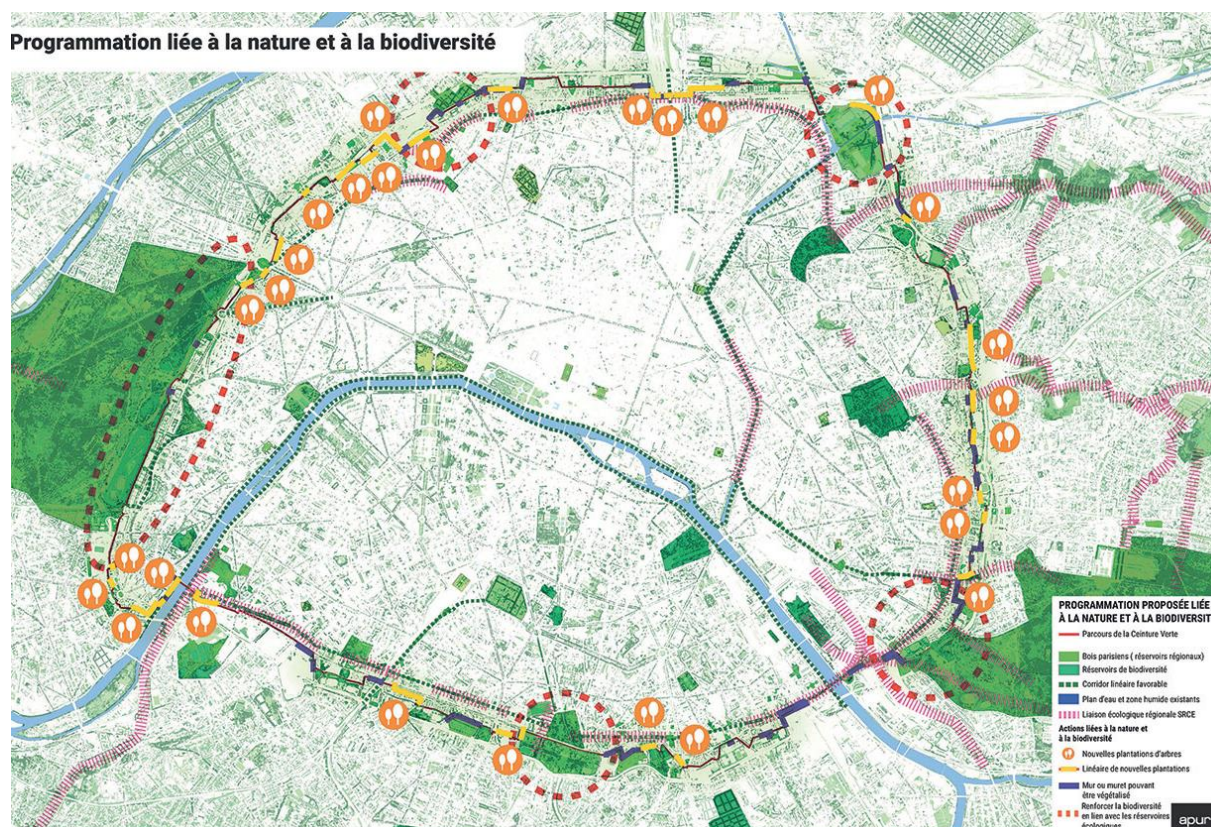 Programmation liée à la nature et à la biodiversité
PROGRAMMATION PROPOSÉE LIÉE
À LA NATURE ET À LA BIODIVERSIT
Parcours de la Ceinture Verte
Bois parisiens ( réservoirs régionaux)
Réservoirs de biodiversité
Corridor linéaire favorable
Plan d'eau et zone humide existants
Liaison écologique régionale SRCE
Actions liées à la nature et
à la biodiversité
Nouvelles plantations d'arbres
Linéaire de nouvelles plantations
Mur ou muret pouvant
être végétalisé
Renforcer la biodiversité
en lien avec les réservoires
écologiques
apur